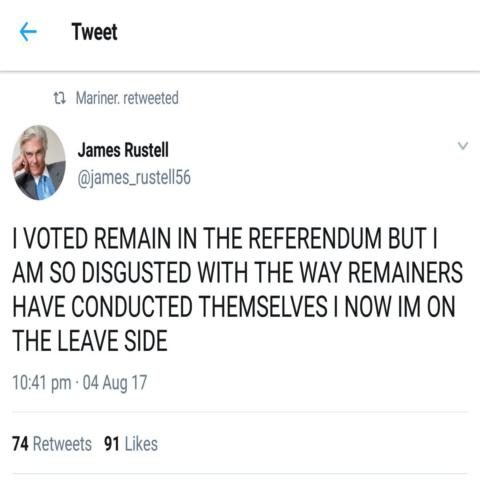 Tweet
Mariner. retweeted
James Rustell
@james_rustell56
I VOTED REMAIN IN THE REFERENDUM BUT I
AM SO DISGUSTED WITH THE WAY REMAINERS
HAVE CONDUCTED THEMSELVES I NOW IM ON
THE LEAVE SIDE
10:41 pm · 04 Aug 17
74 Retweets 91 Likes